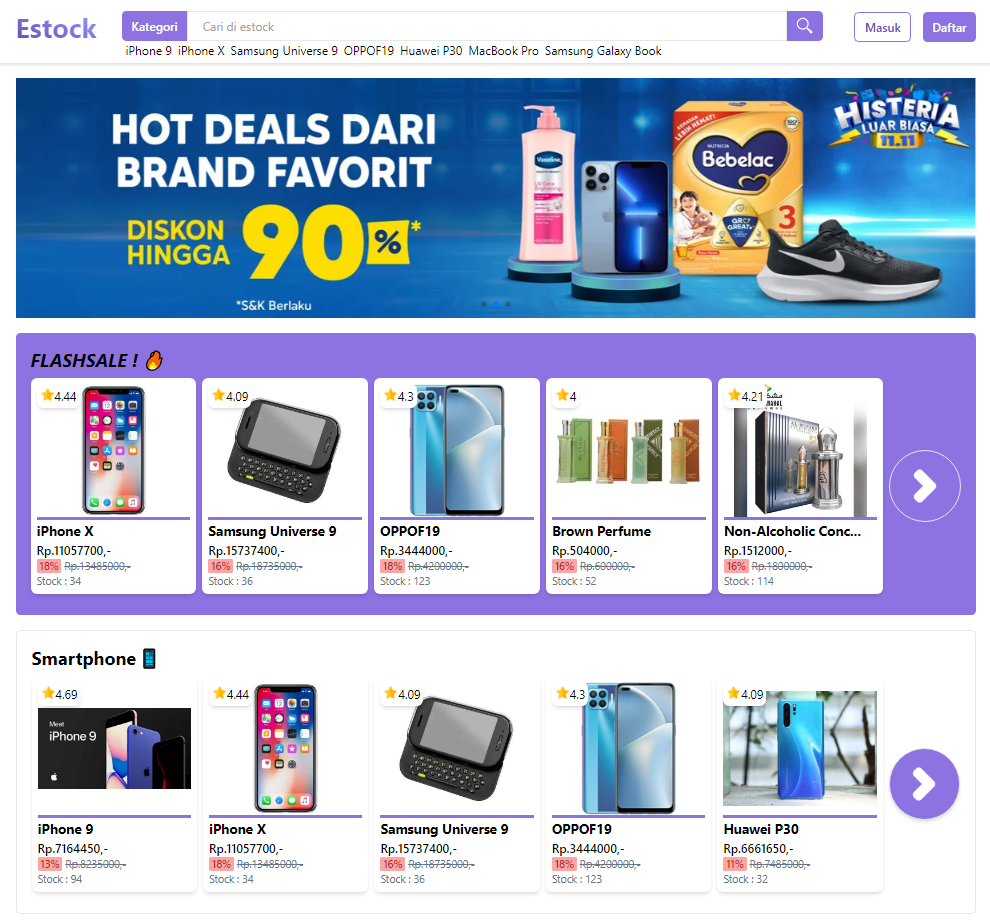 Estock
Kategori
Cari di estock
Masuk
Daftar
iPhone 9 iPhone X Samsung Universe 9 OPPOF19 Huawei P30 MacBook Pro Samsung Galaxy Book
HOT DEALS DARI
BRAND FAVORIT
DISKON
HINGGA
90%*
*S&K Berlaku
Vaseline
KEMASAN
LEBIH HEMAT!
NUTRICIA
Bebelac
3
HISTERIA
LUAR BIASA
11.11
FLASHSALE !
4.44
iPhone X
Rp.11057700,-
18% Rp.13485000,-
Stock : 34
4.09
Samsung Universe 9
Rp.15737400,-
16% Rp.18735000,-
Stock : 36
4.3
OPPOF19
Rp.3444000,-
18% Rp.4200000,-
Stock : 123
4
Brown Perfume
Rp.504000,-
16% Rp.600000,-
Stock : 52
4.21
Non-Alcoholic Conc...
Rp.1512000,-
16% Rp.1800000,-
Stock : 114
Smartphone
4.69
Meet
iPhone 9
iPhone 9
Rp.7164450,-
13% Rp.8235000,-
Stock : 94
4.44
iPhone X
Rp.11057700,-
18% Rp.13485000,-
Stock : 34
4.09
Samsung Universe 9
Rp.15737400,-
16% Rp.18735000,-
Stock : 36
4.3
OPPOF19
Rp.3444000,-
18% Rp.4200000,-
Stock : 123
4.09
Huawei P30
Rp.6661650,-
11% Rp.7485000,-
Stock : 32